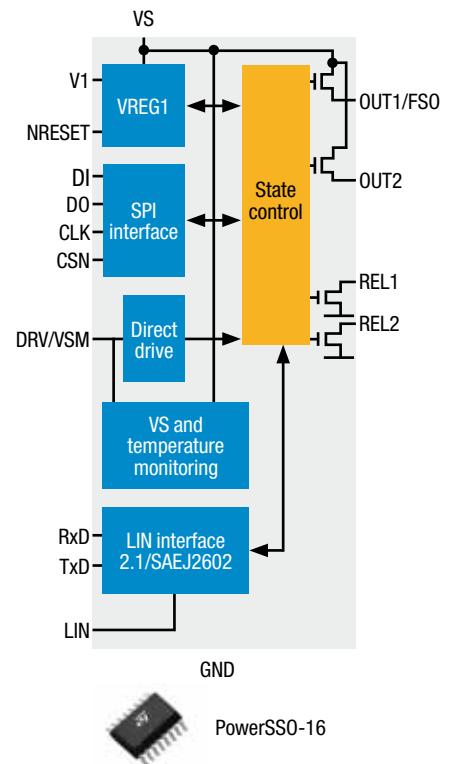 VS
V1
VREG1
NRESET
OUT1/FSO
DI
DO
CLK
CSN
SPI
interface
State
control
OUT2
REL1
REL2
DRV/VSM
Direct
drive
VS and
temperature
monitoring
RxD
TxD
LIN interface
2.1/SAEJ2602
LIN
GND
PowerSSO-16